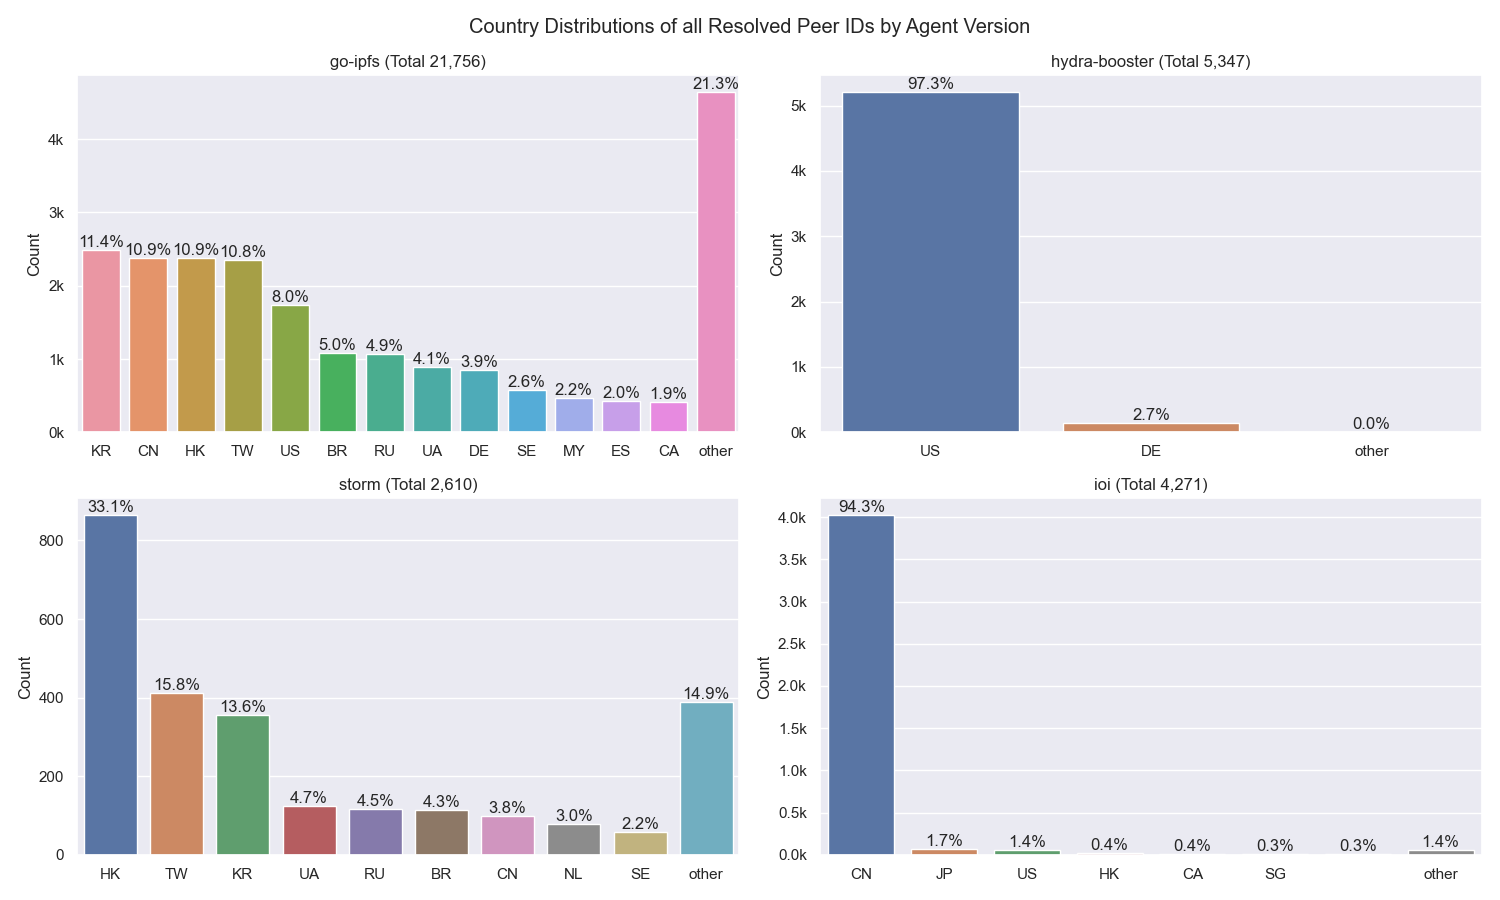 Country Distributions of all Resolved Peer IDs by Agent Version
go-ipfs (Total 21,756)
Count
4k
3k
2k
1k
0k
11.4% 10.9% 10.9% 10.8% 8.0% 5.0% 4.9% 4.1% 3.9% 2.6% 2.2% 2.0% 1.9% 21.3%
KR CN HK TW US BR RU UA DE SE MY ES CA other
hydra-booster (Total 5,347)
Count
5k
4k
3k
2k
1k
0k
97.3% 2.7% 0.0%
US DE other
storm (Total 2,610)
Count
800
600
400
200
0
33.1% 15.8% 13.6% 4.7% 4.5% 4.3% 3.8% 3.0% 2.2% 14.9%
HK TW KR UA RU BR CN NL SE other
ioi (Total 4,271)
Count
4.0k
3.5k
3.0k
2.5k
2.0k
1.5k
1.0k
0.5k
0.0k
94.3% 1.7% 1.4% 0.4% 0.4% 0.3% 0.3% 1.4%
CN JP US HK CA SG other